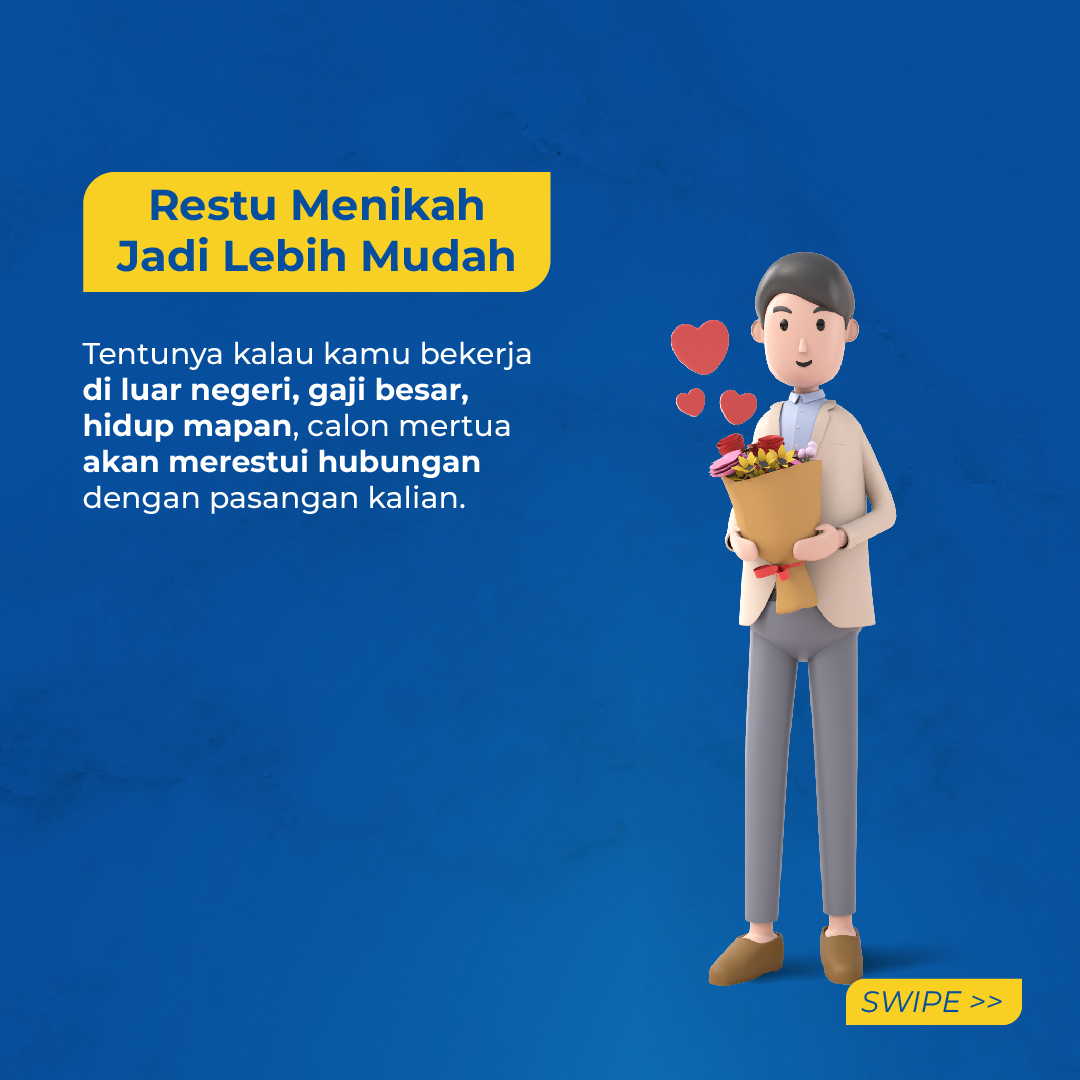 Restu Menikah
Jadi Lebih Mudah
Tentunya kalau kamu bekerja
di luar negeri, gaji besar,
hidup mapan, calon mertua
akan merestui hubungan
dengan pasangan kalian.
SWIPE >>